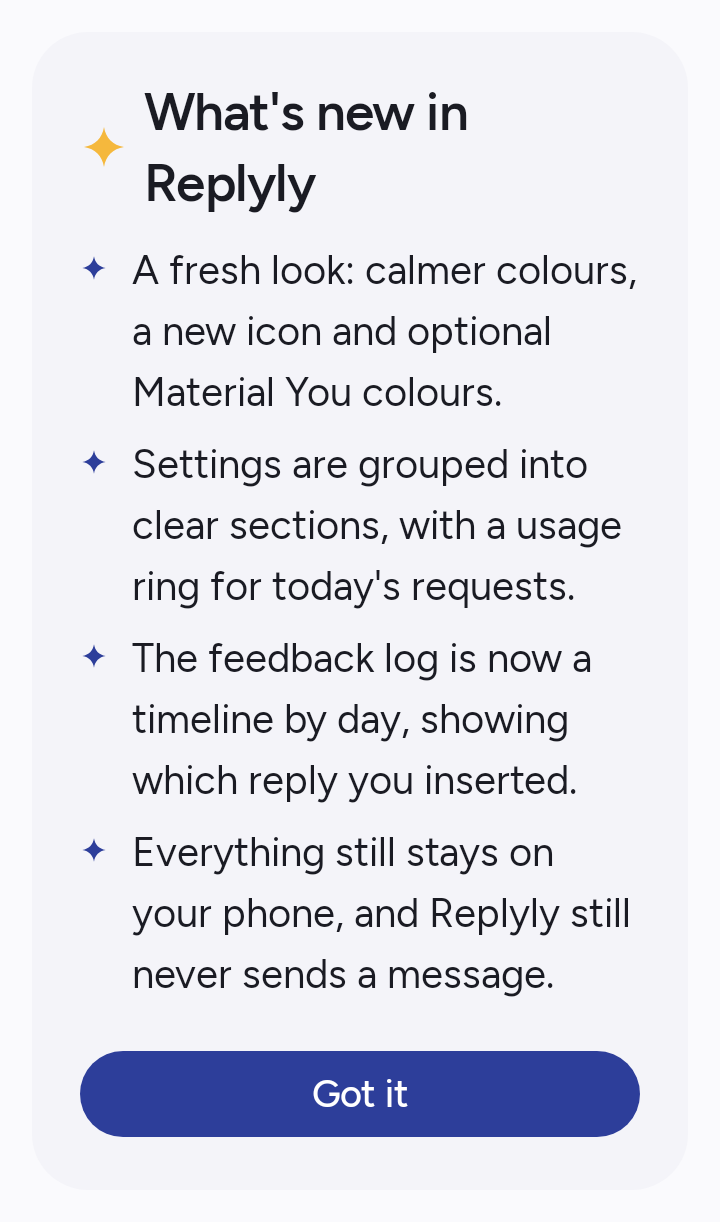 What's new in
Replyly
A fresh look: calmer colours,
a new icon and optional
Material You colours.
Settings are grouped into
clear sections, with a usage
ring for today's requests.
The feedback log is now a
timeline by day, showing
which reply you inserted.
Everything still stays on
your phone, and Replyly still
never sends a message.
Got it